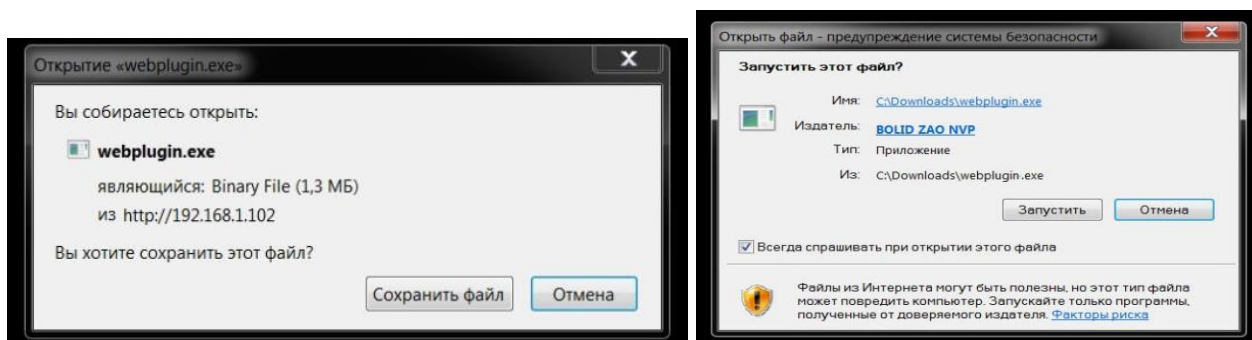 Открытие «webplugin.exe»
Вы собираетесь открыть:
webplugin.exe
являющийся: Binary File (1,3 МБ)
из http://192.168.1.102
Вы хотите сохранить этот файл?
Сохранить файл
Отмена
Открыть файл - предупреждение системы безопасности
Запустить этот файл?
Имя: C:\Downloads\webplugin.exe
Издатель: BOLID ZAO NVP
Тип: Приложение
Из: C:\Downloads\webplugin.exe
Запустить
Отмена
Всегда спрашивать при открытии этого файла
Файлы из Интернета могут быть полезны, но этот тип файла
может повредить компьютер. Запускайте только программы,
полученные от доверяемого издателя. Факторы риска